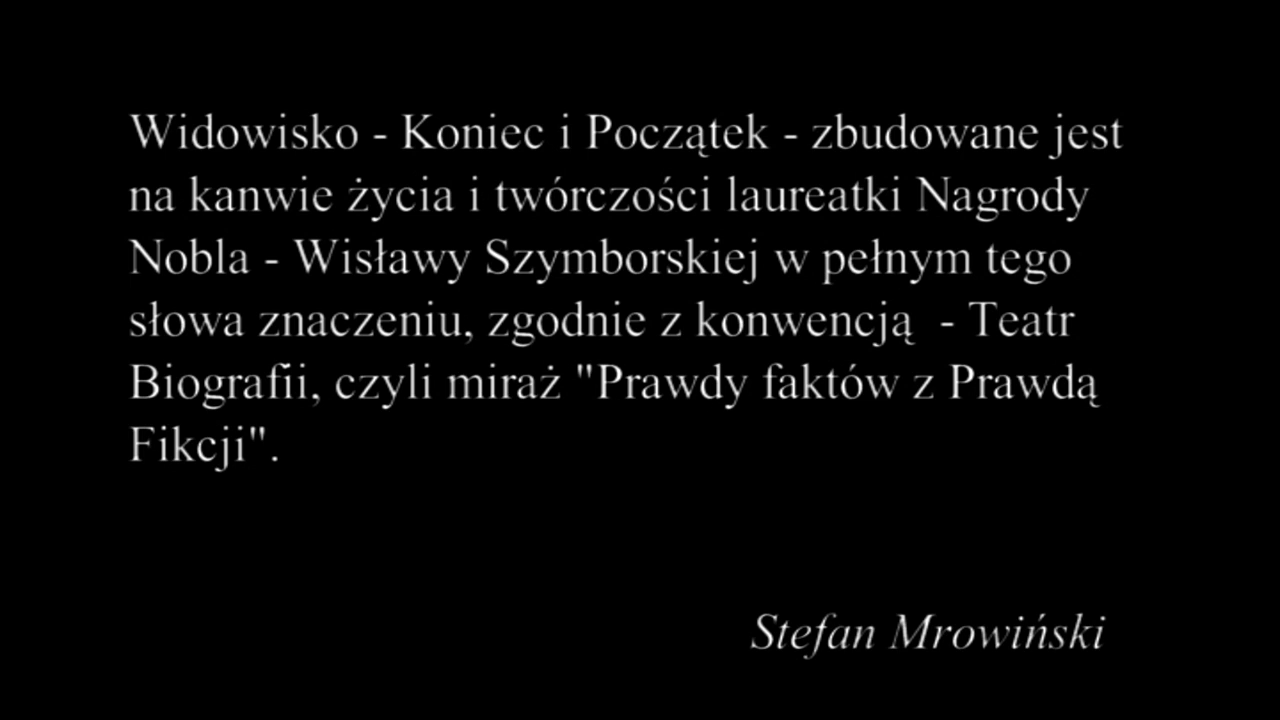 Widowisko - Koniec i Początek - zbudowane jest
na kanwie życia i twórczości laureatki Nagrody
Nobla - Wisławy Szymborskiej w pełnym tego
słowa znaczeniu, zgodnie z konwencją  - Teatr
Biografii, czyli miraż "Prawdy faktów z Prawdą
Fikcji".
Stefan Mrowiński